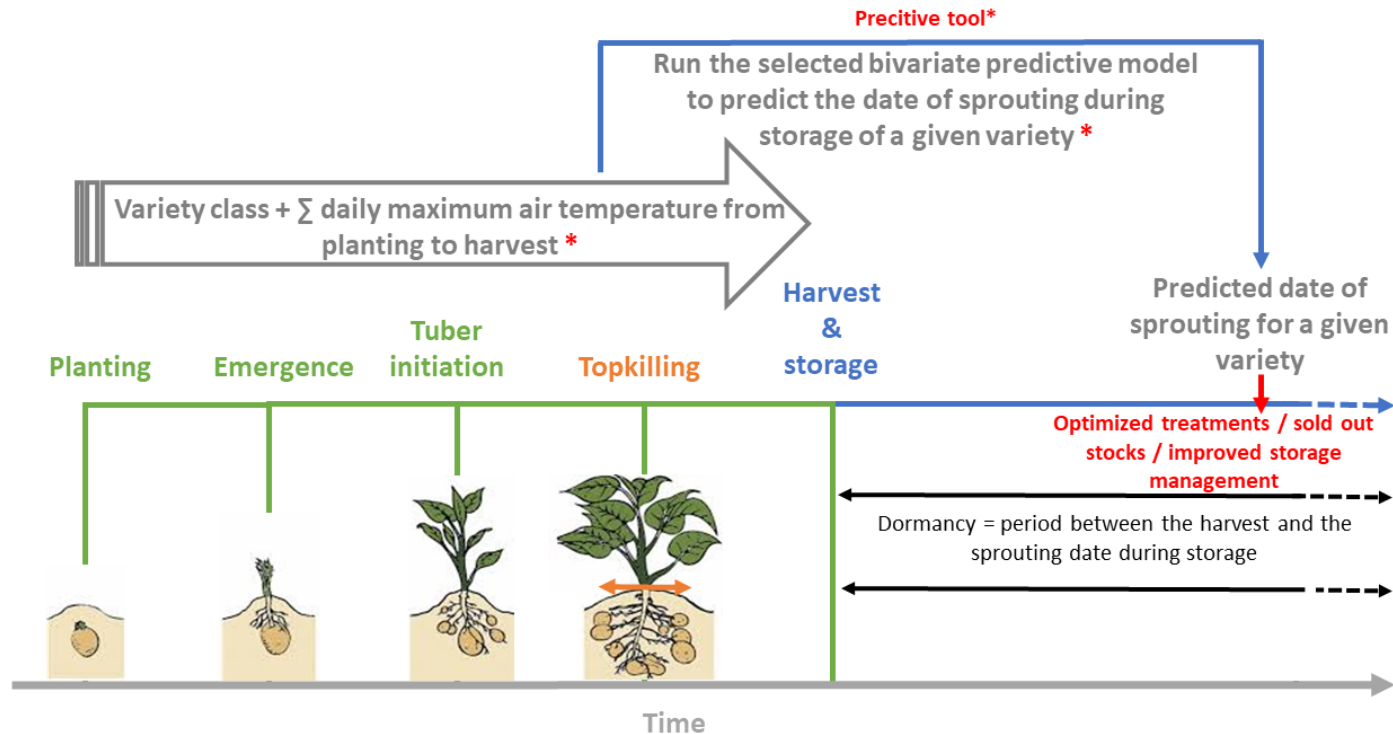 Precitive tool*
Run the selected bivariate predictive model
to predict the date of sprouting during
storage of a given variety *
Variety class + ∑ daily maximum air temperature from
planting to harvest *
Planting
Emergence
Tuber
initiation
Topkilling
Harvest
&
storage
Predicted date of
sprouting for a given
variety
Optimized treatments / sold out
stocks / improved storage
management
Dormancy = period between the harvest and the
sprouting date during storage
Time